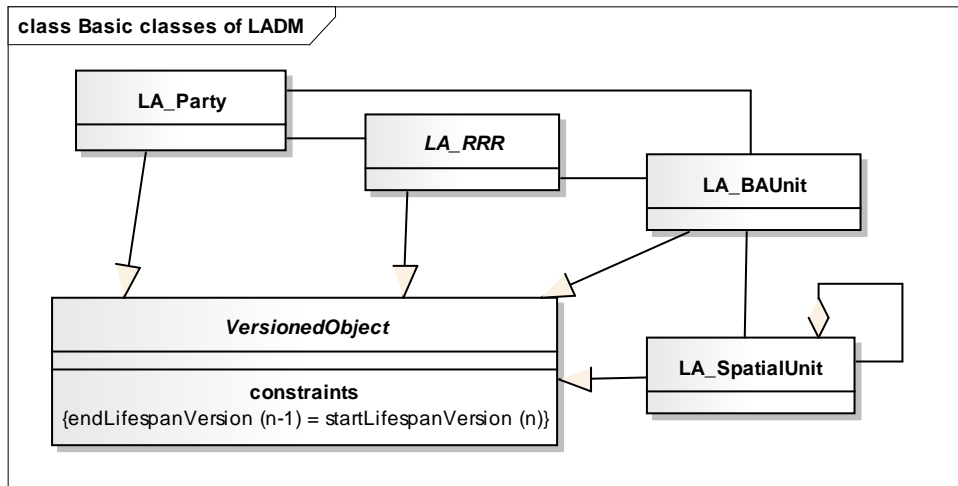 class Basic classes of LADM
LA_Party
LA_RRR
LA_BAUnit
VersionedObject
LA_SpatialUnit
constraints
{endLifespanVersion (n-1) = startLifespanVersion (n)}